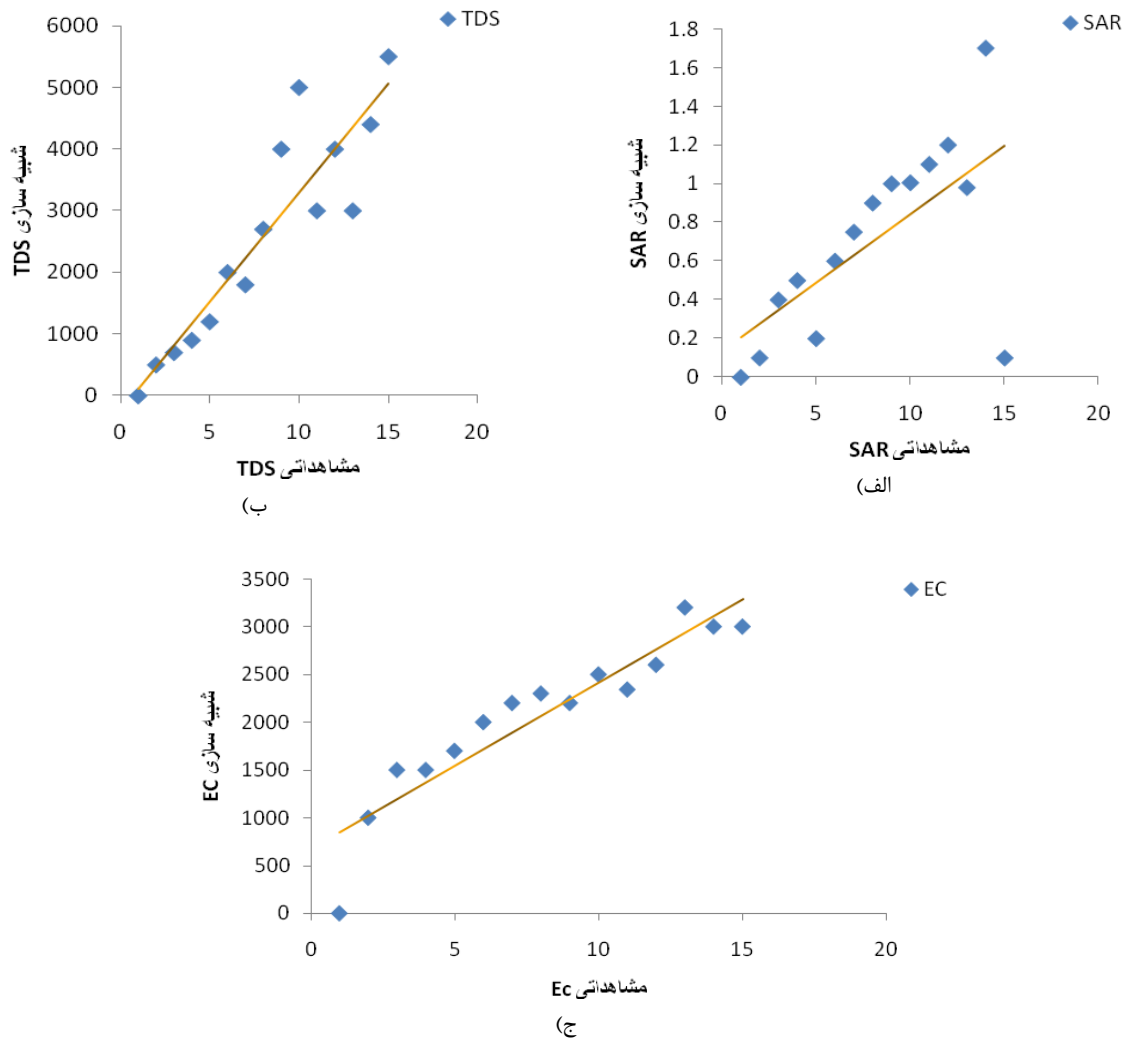 TDS
6000
5000
4000
3000
2000
1000
0
0 5 10 15 20
شبیه سازی TDS
مشاهداتی TDS
ب)
SAR
1.8
1.6
1.4
1.2
1
0.8
0.6
0.4
0.2
0
0 5 10 15 20
شبیه سازی SAR
مشاهداتی SAR
الف)
EC
3500
3000
2500
2000
1500
1000
500
0
0 5 10 15 20
شبیه سازی EC
مشاهداتی Ec
ج)